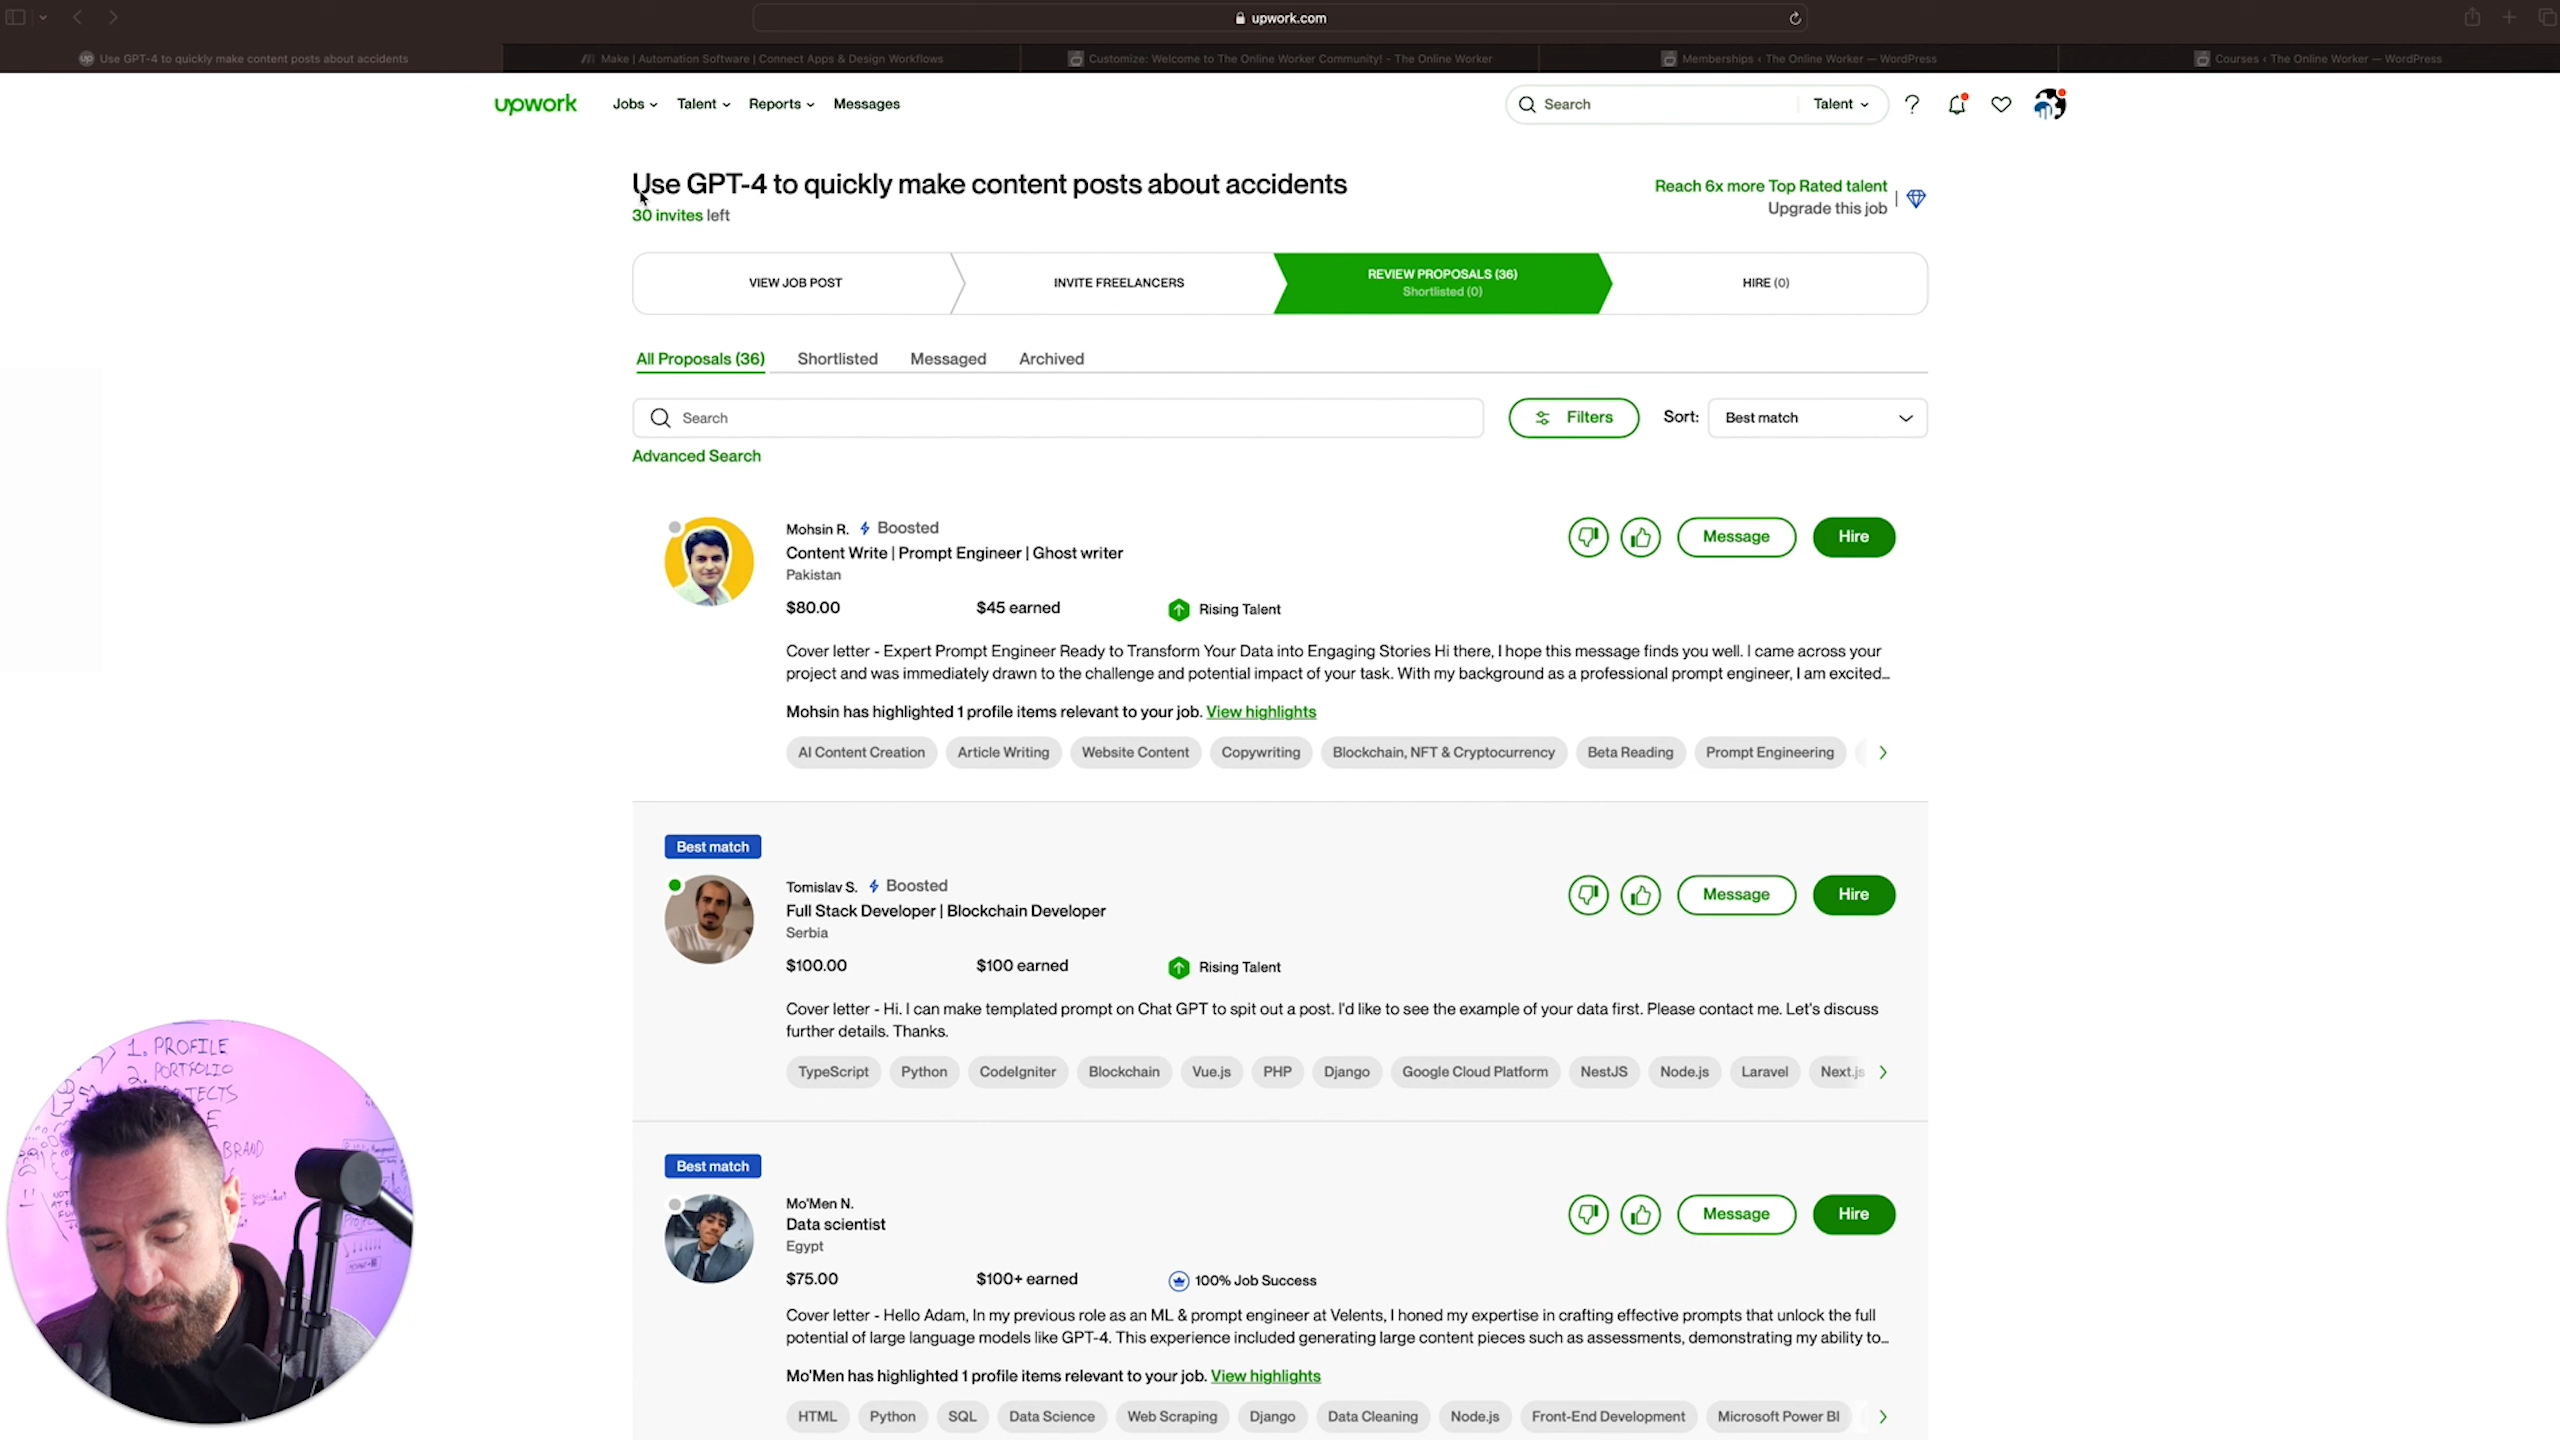 upwork.com
Use GPT-4 to quickly make content posts about accidents
Make | Automation Software | Connect Apps & Design Workflows
Customize: Welcome to The Online Worker Community! - The Online Worker
Memberships ‹ The Online Worker — WordPress
Courses ‹ The Online Worker — WordPress
upwork
Jobs
Talent
Reports
Messages
Search
Talent
Use GPT-4 to quickly make content posts about accidents
30 invites left
Reach 6x more Top Rated talent
Upgrade this job
VIEW JOB POST
INVITE FREELANCERS
REVIEW PROPOSALS (36)
Shortlisted (0)
HIRE (0)
All Proposals (36)
Shortlisted
Messaged
Archived
Search
Filters
Sort:
Best match
Advanced Search
Mohsin R.
Boosted
Content Write | Prompt Engineer | Ghost writer
Pakistan
Message
Hire
$80.00
$45 earned
Rising Talent
Cover letter - Expert Prompt Engineer Ready to Transform Your Data into Engaging Stories Hi there, I hope this message finds you well. I came across your
project and was immediately drawn to the challenge and potential impact of your task. With my background as a professional prompt engineer, I am excited…
Mohsin has highlighted 1 profile items relevant to your job. View highlights
AI Content Creation
Article Writing
Website Content
Copywriting
Blockchain, NFT & Cryptocurrency
Beta Reading
Prompt Engineering
Best match
Tomislav S.
Boosted
Full Stack Developer | Blockchain Developer
Serbia
Message
Hire
$100.00
$100 earned
Rising Talent
Cover letter - Hi. I can make templated prompt on Chat GPT to spit out a post. I'd like to see the example of your data first. Please contact me. Let's discuss
further details. Thanks.
TypeScript
Python
CodeIgniter
Blockchain
Vue.js
PHP
Django
Google Cloud Platform
NestJS
Node.js
Laravel
Next.js
Best match
Mo'Men N.
Data scientist
Egypt
Message
Hire
$75.00
$100+ earned
100% Job Success
Cover letter - Hello Adam, In my previous role as an ML & prompt engineer at Velents, I honed my expertise in crafting effective prompts that unlock the full
potential of large language models like GPT-4. This experience included generating large content pieces such as assessments, demonstrating my ability to…
Mo'Men has highlighted 1 profile items relevant to your job. View highlights
HTML
Python
SQL
Data Science
Web Scraping
Django
Data Cleaning
Node.js
Front-End Development
Microsoft Power BI
1. PROFILE
2. PORTFOLIO
BRAND